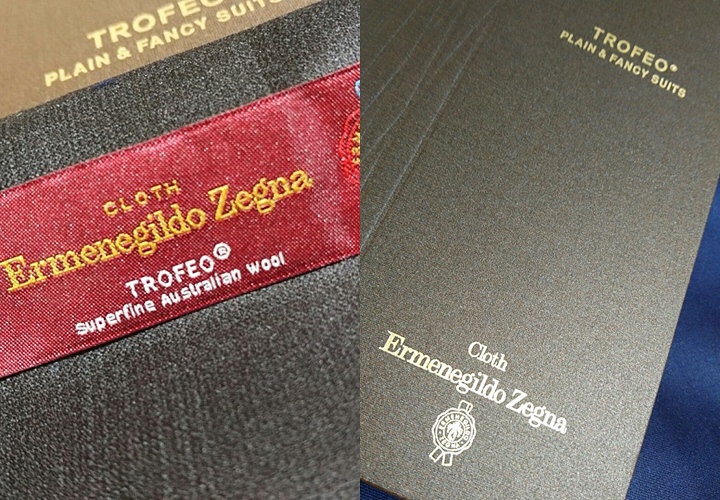 TROFEO
PLAIN & FANCY SUITS
CLOTH
Ermenegildo Zegna
TROFEO®
Superfine Australian Wool
TROFEO®
PLAIN & FANCY SUITS
Cloth
Ermenegildo Zegna